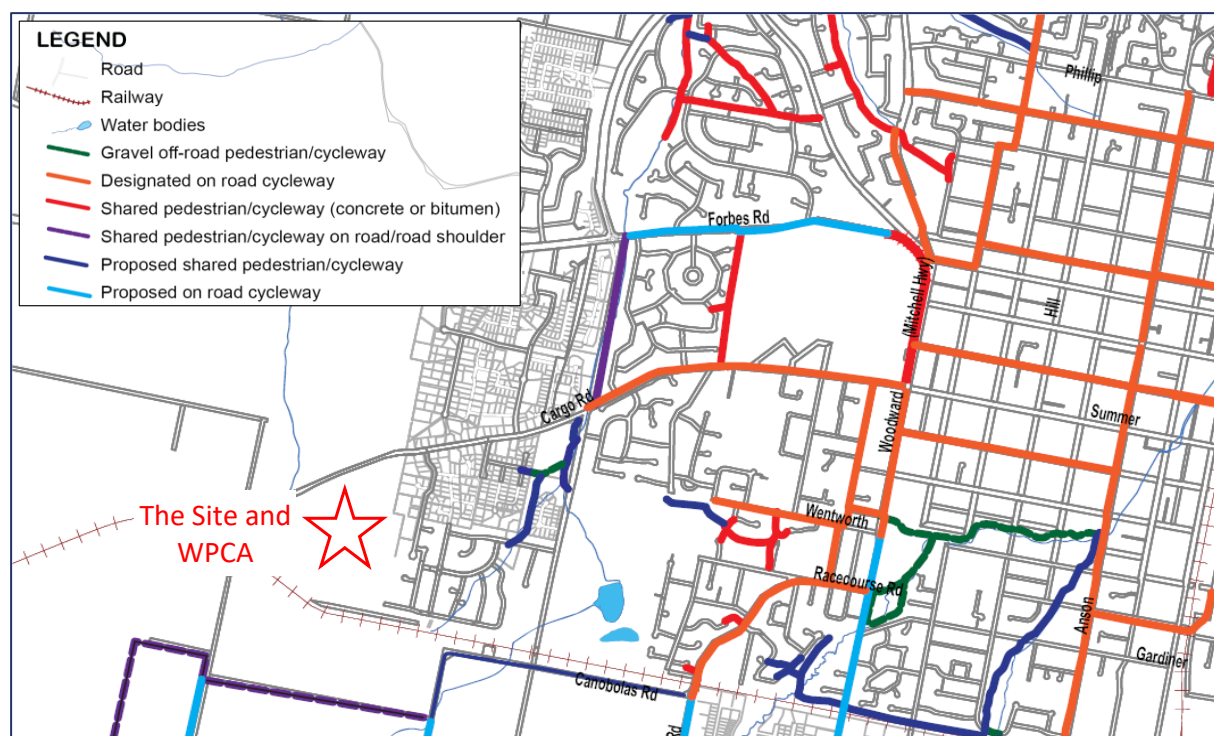 LEGEND
Road
Railway
Water bodies
Gravel off-road pedestrian/cycleway
Designated on road cycleway
Shared pedestrian/cycleway (concrete or bitumen)
Shared pedestrian/cycleway on road/road shoulder
Proposed shared pedestrian/cycleway
Proposed on road cycleway
Phillip
Forbes Rd
(Mitchell Hwy)
Hill
Cargo Rd
Woodward
Summer
The Site and
WPCA
Wentworth
Racecourse Rd
Anson
Gardiner
Canobolas Rd
Rd